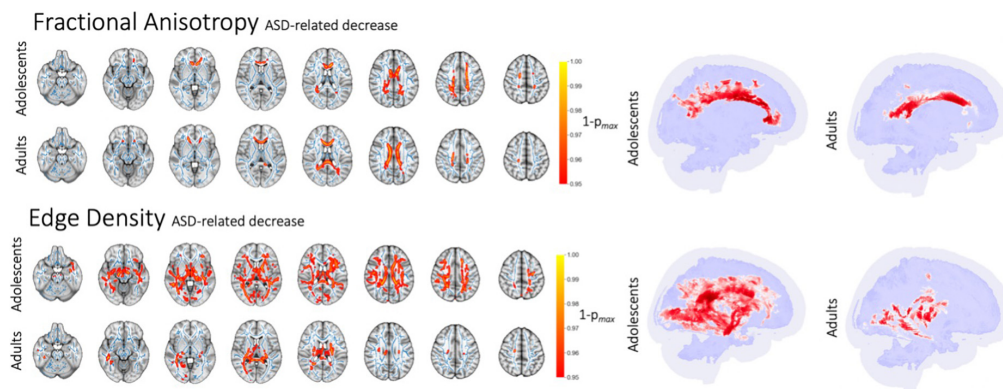 Fractional Anisotropy ASD-related decrease
Adolescents
Adults
1.00
0.99
0.98
0.97
0.96
0.95
1-pmax
Adolescents
Adults
Edge Density ASD-related decrease
Adolescents
Adults
1.00
0.99
0.98
0.97
0.96
0.95
1-pmax
Adolescents
Adults